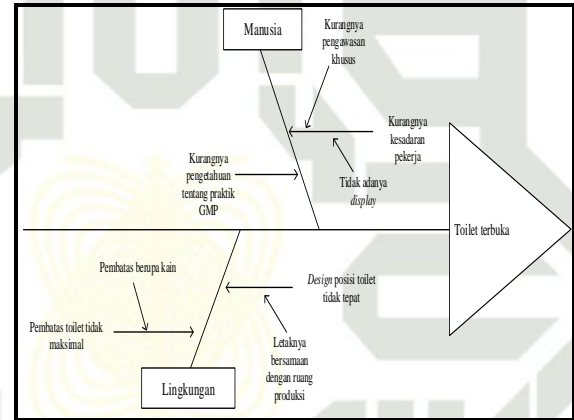 Manusia
Kurangnya
pengawasan
khusus
Kurangnya
kesadaran
pekerja
Kurangnya
pengetahuan
tentang praktik
GMP
Tidak adanya
display
Toilet terbuka
Pembatas berupa kain
Design posisi toilet
tidak tepat
Pembatas toilet tidak
maksimal
Letaknya
bersamaan
dengan ruang
produksi
Lingkungan